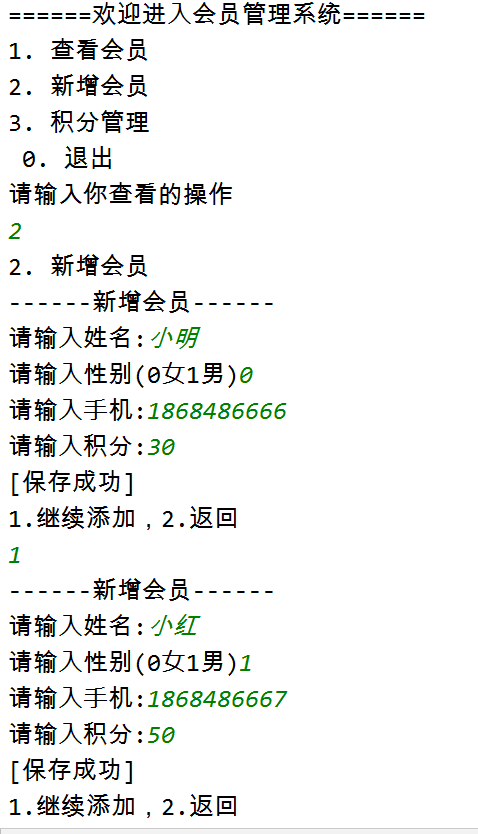 ======欢迎进入会员管理系统======
1. 查看会员
2. 新增会员
3. 积分管理
 0. 退出
请输入你查看的操作
2
2. 新增会员
------新增会员------
请输入姓名:小明
请输入性别(0女1男)0
请输入手机:1868486666
请输入积分:30
[保存成功]
1.继续添加，2.返回
1
------新增会员------
请输入姓名:小红
请输入性别(0女1男)1
请输入手机:1868486667
请输入积分:50
[保存成功]
1.继续添加，2.返回